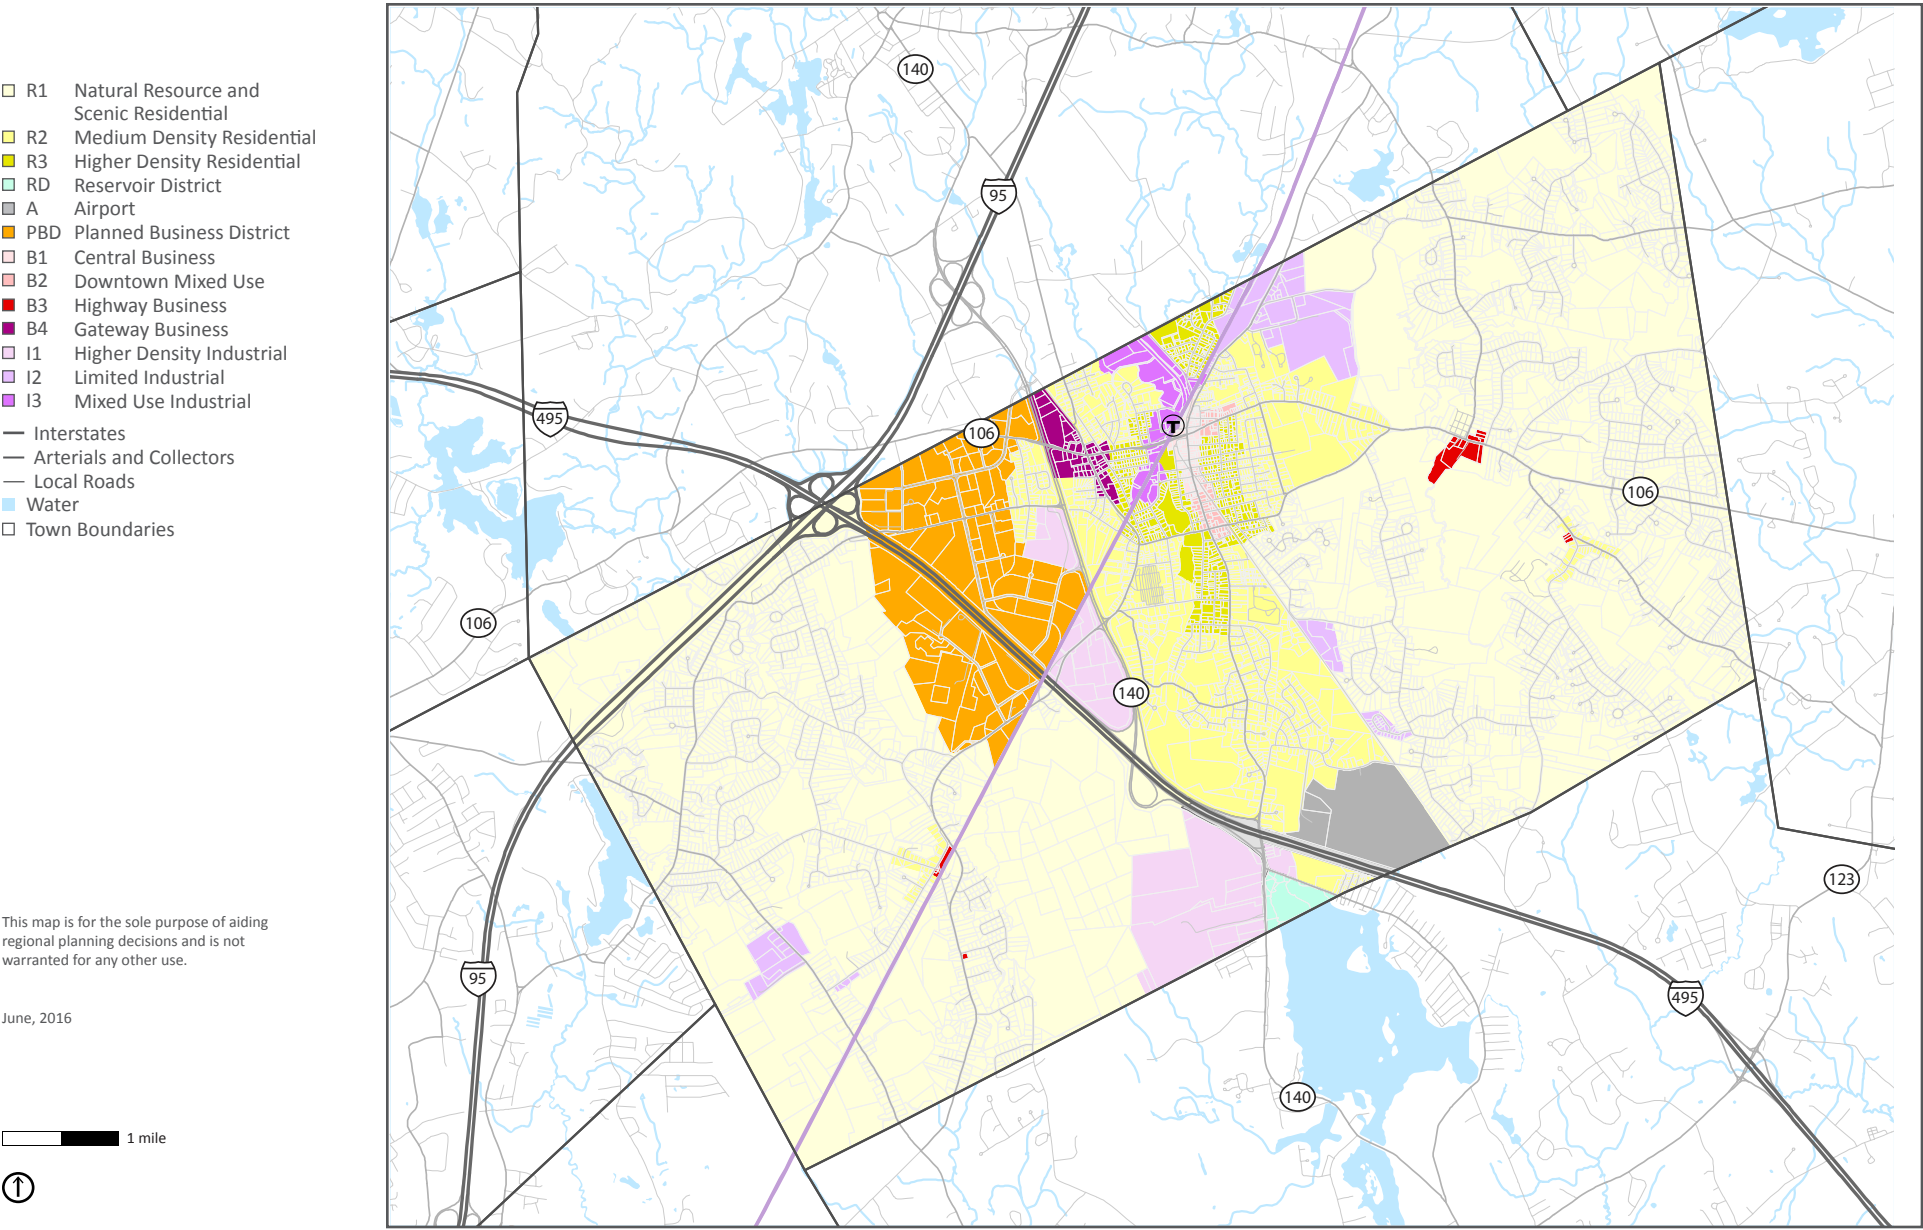 R1 Natural Resource and
Scenic Residential
R2 Medium Density Residential
R3 Higher Density Residential
RD Reservoir District
A Airport
PBD Planned Business District
B1 Central Business
B2 Downtown Mixed Use
B3 Highway Business
B4 Gateway Business
I1 Higher Density Industrial
I2 Limited Industrial
I3 Mixed Use Industrial
Interstates
Arterials and Collectors
Local Roads
Water
Town Boundaries
This map is for the sole purpose of aiding
regional planning decisions and is not
warranted for any other use.
June, 2016
1 mile
140
95
495
106
T
106
106
140
123
95
495
140